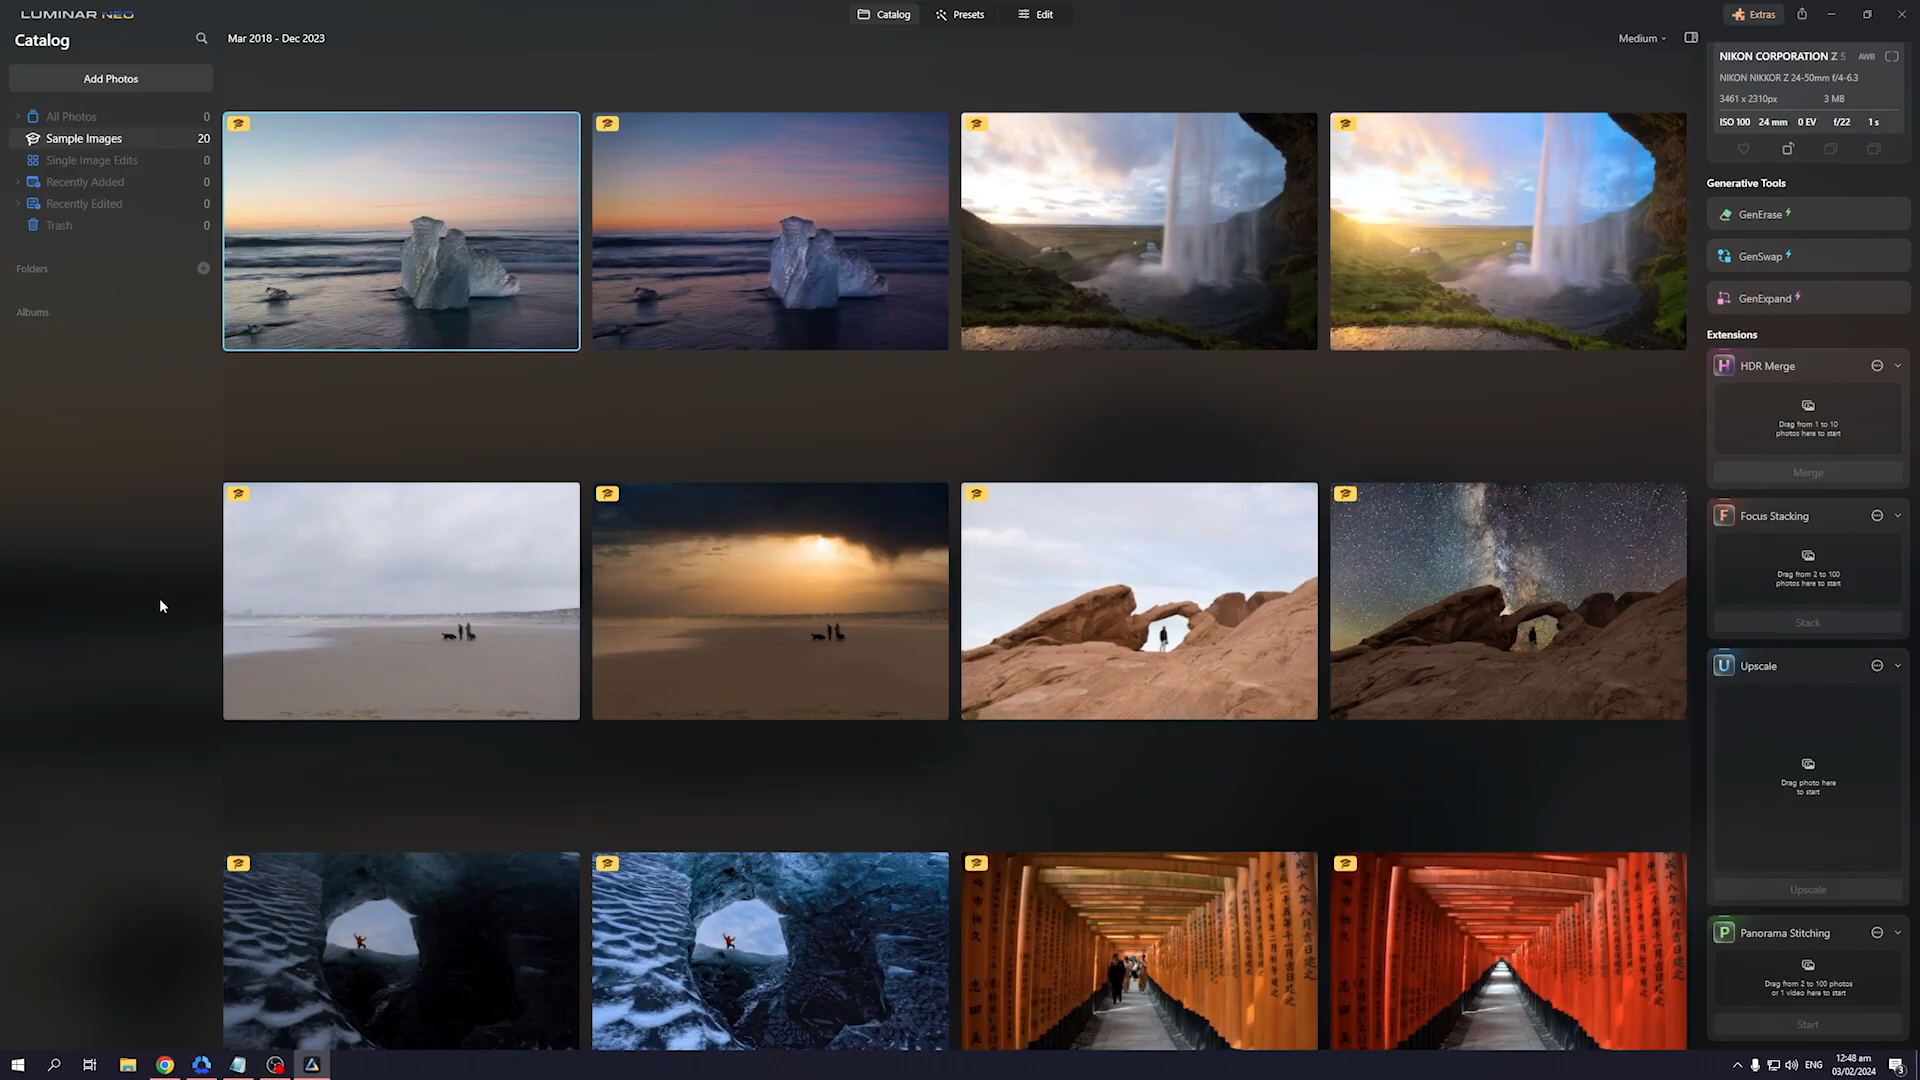 LUMINAR NEO
Catalog
Presets
Edit
Extras
Catalog
Mar 2018 - Dec 2023
Medium
Add Photos
All Photos 0
Sample Images 20
Single Image Edits 0
Recently Added 0
Recently Edited 0
Trash 0
Folders
Albums
NIKON CORPORATION Z 5 AWB
NIKON NIKKOR Z 24-50mm f/4-6.3
3461 x 2310px 3 MB
ISO 100 24 mm 0 EV f/22 1 s
Generative Tools
GenErase
GenSwap
GenExpand
Extensions
H HDR Merge
Drag from 1 to 10
photos here to start
Merge
F Focus Stacking
Drag from 2 to 100
photos here to start
Stack
U Upscale
Drag photo here
to start
Upscale
P Panorama Stitching
Drag from 2 to 100 photos
or 1 video here to start
Start
ENG
12:48 am
03/02/2024
3